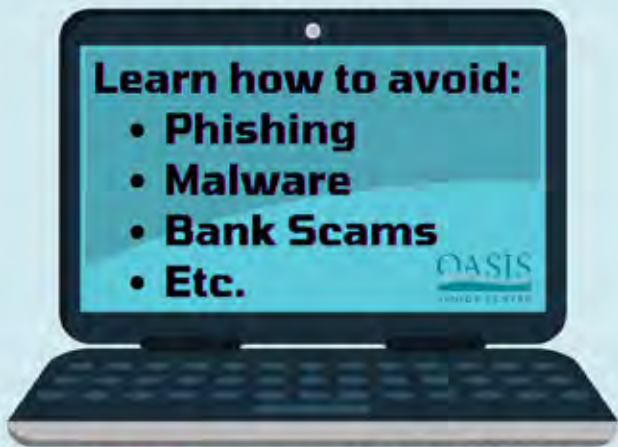 Learn how to avoid:
• Phishing
• Malware
• Bank Scams
• Etc.
OASIS